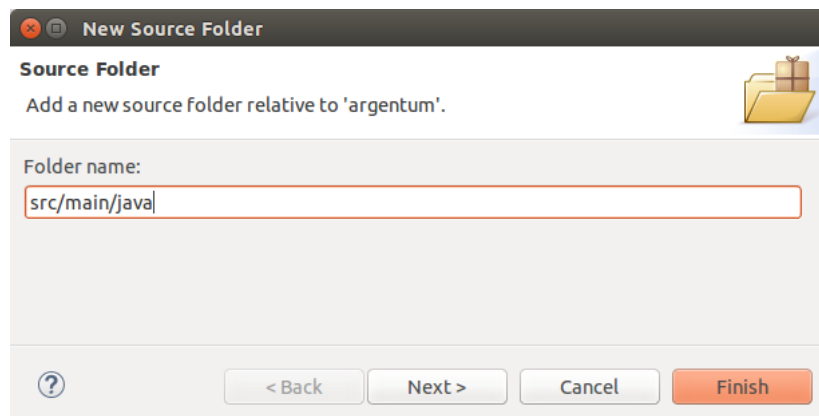 New Source Folder
Source Folder
Add a new source folder relative to 'argentum'.
Folder name:
src/main/java
?
< Back Next > Cancel Finish